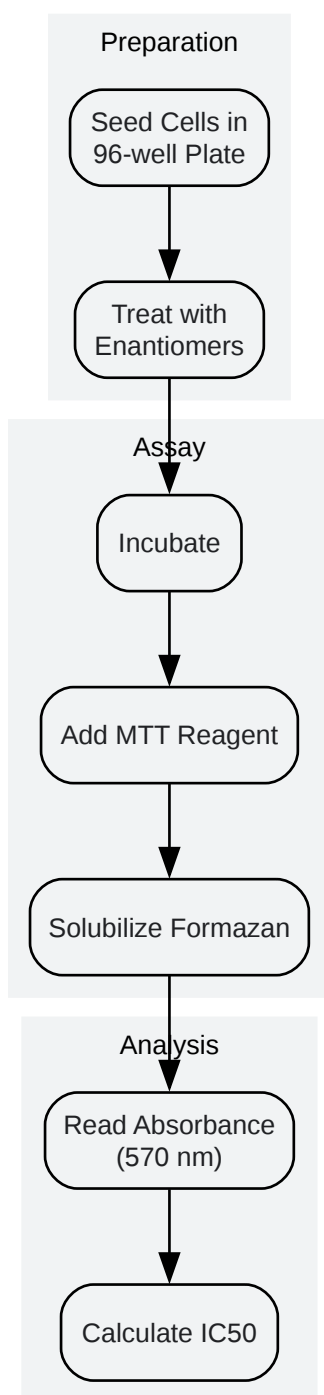 Preparation
Seed Cells in
96-well Plate
Treat with
Enantiomers
Assay
Incubate
Add MTT Reagent
Solubilize Formazan
Analysis
Read Absorbance
(570 nm)
Calculate IC50